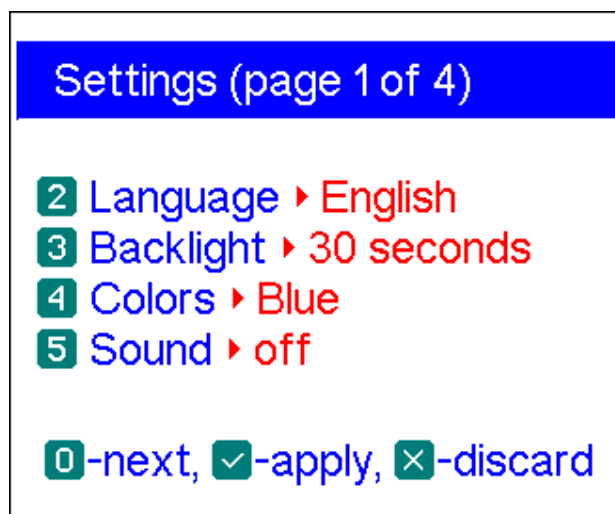 Settings (page 1 of 4)
2 Language ▸ English
3 Backlight ▸ 30 seconds
4 Colors ▸ Blue
5 Sound ▸ off
0-next, ✓-apply, ×-discard